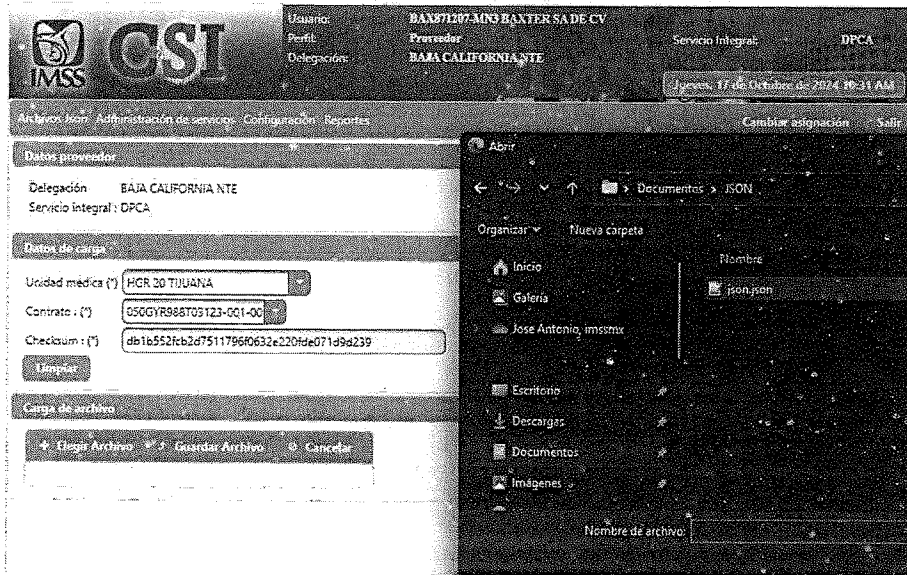 IMSS
CSI
Usuario: BAX871207-MN3 BAXTER SA DE CV
Perfil: Proveedor
Servicio Integral: DPCA
Delegación: BAJA CALIFORNIA NTE
Jueves, 17 de Octubre de 2024 10:31 AM
Archivos Json Administración de servicios Configuración Reportes
Cambiar asignación Salir
Datos proveedor
Delegación BAJA CALIFORNIA NTE
Servicio Integral : DPCA
Datos de carga
Unidad médica (*) HGR 20 TIJUANA
Contrato : (*) 050GYR988T03123-001-00
Checksum : (*) db1b552fcb2d7511796f0632e220fde071d9d239
Limpiar
Carga de archivo
+ Elegir Archivo Guardar Archivo Cancelar
Abrir
Documentos > JSON
Organizar Nueva carpeta
Inicio
Galería
Jose Antonio, imssmx
Escritorio
Descargas
Documentos
Imágenes
Nombre
json.json
Nombre de archivo: